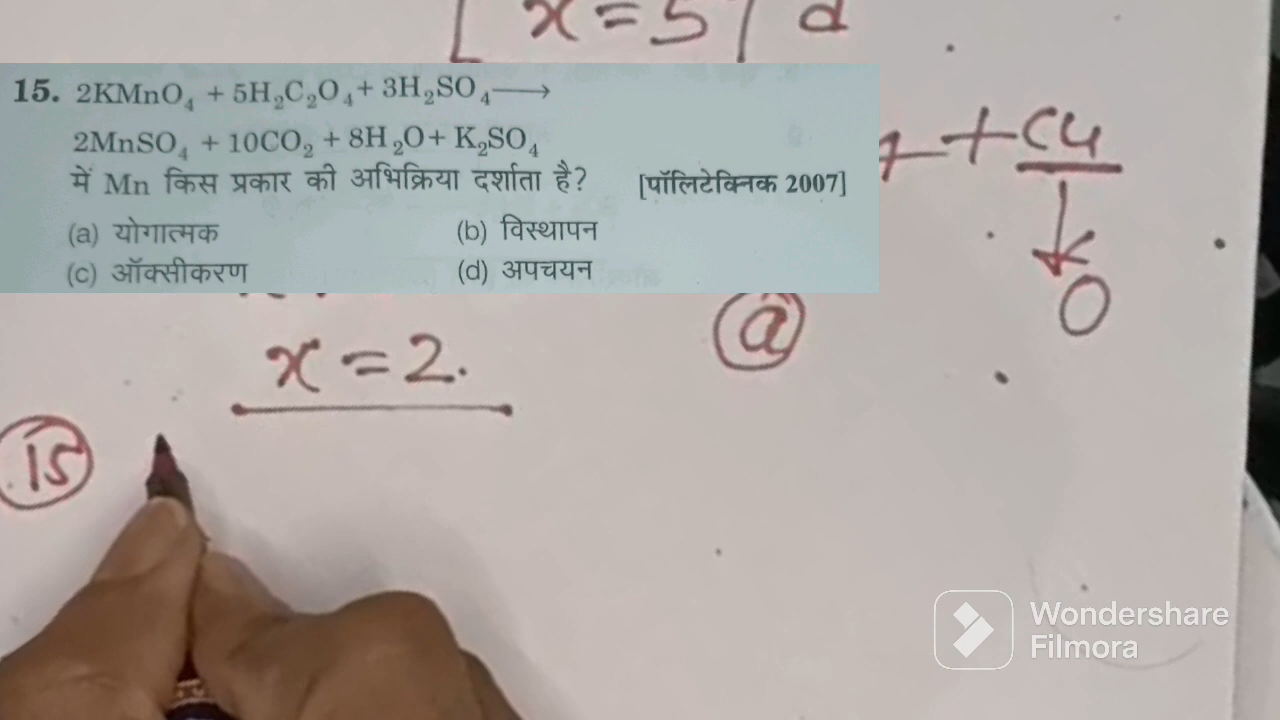 x = 5 d
15. 2KMnO₄ + 5H₂C₂O₄ + 3H₂SO₄ ⟶
2MnSO₄ + 10CO₂ + 8H₂O + K₂SO₄
में Mn किस प्रकार की अभिक्रिया दर्शाता है? [पॉलिटेक्निक 2007]
(a) योगात्मक (b) विस्थापन
(c) ऑक्सीकरण (d) अपचयन
+ Cu
0
a
x = 2.
15
Wondershare
Filmora